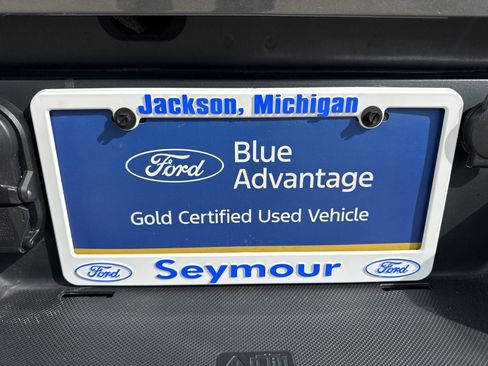 Jackson, Michigan
Ford
Blue
Advantage
Gold Certified Used Vehicle
Ford Seymour Ford